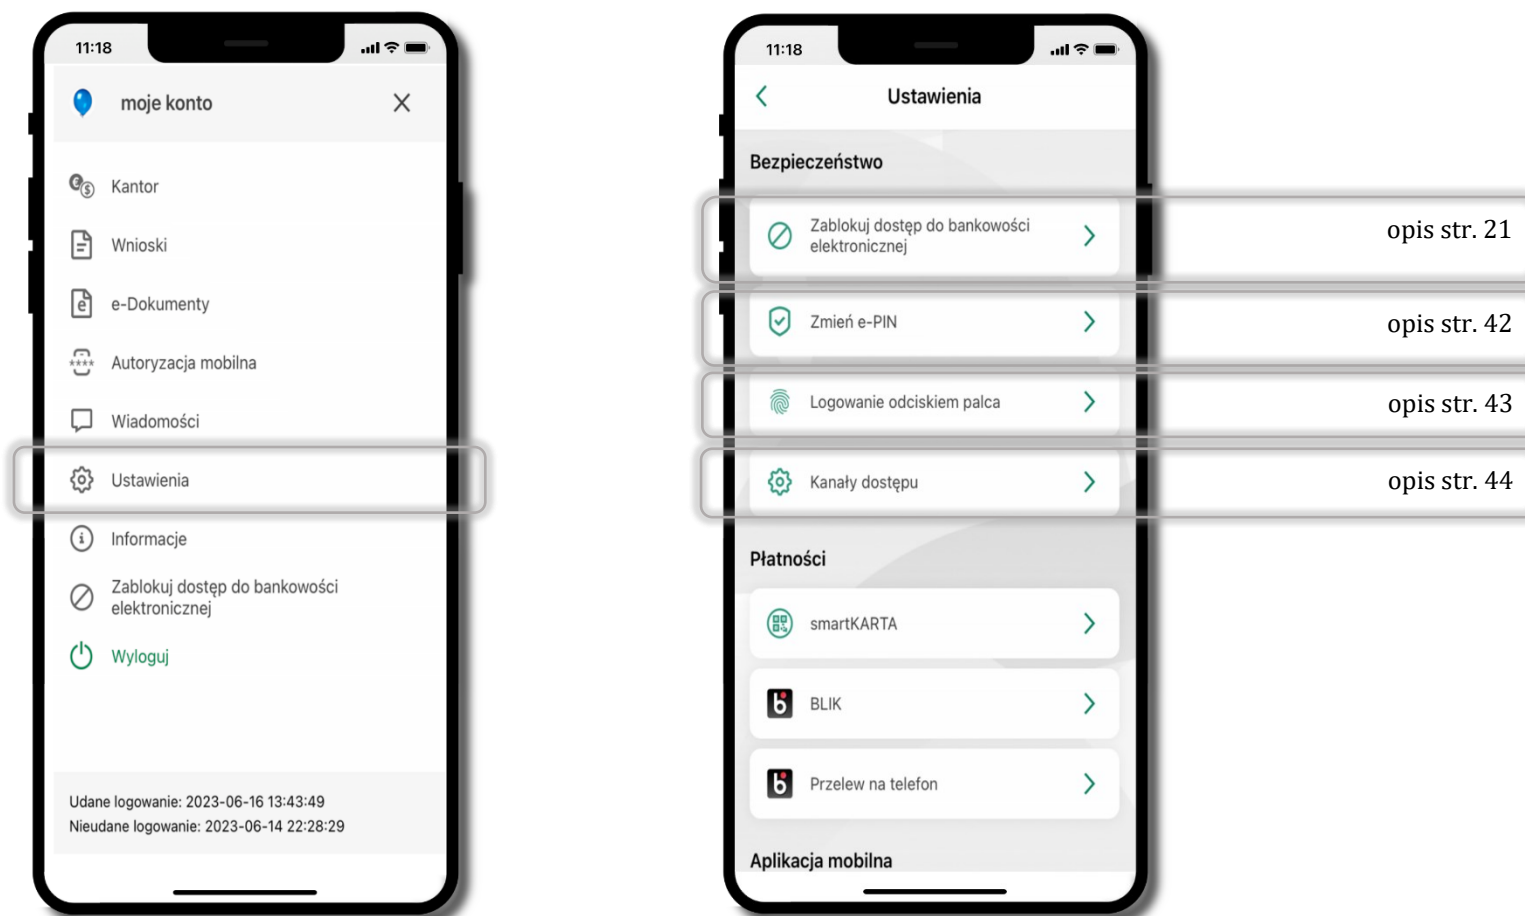 11:18
moje konto
Kantor
Wnioski
e-Dokumenty
Autoryzacja mobilna
Wiadomości
Ustawienia
Informacje
Zablokuj dostęp do bankowości
elektronicznej
Wyloguj
Udane logowanie: 2023-06-16 13:43:49
Nieudane logowanie: 2023-06-14 22:28:29
11:18
Ustawienia
Bezpieczeństwo
Zablokuj dostęp do bankowości
elektronicznej
opis str. 21
Zmień e-PIN
opis str. 42
Logowanie odciskiem palca
opis str. 43
Kanały dostępu
opis str. 44
Płatności
smartKARTA
BLIK
Przelew na telefon
Aplikacja mobilna